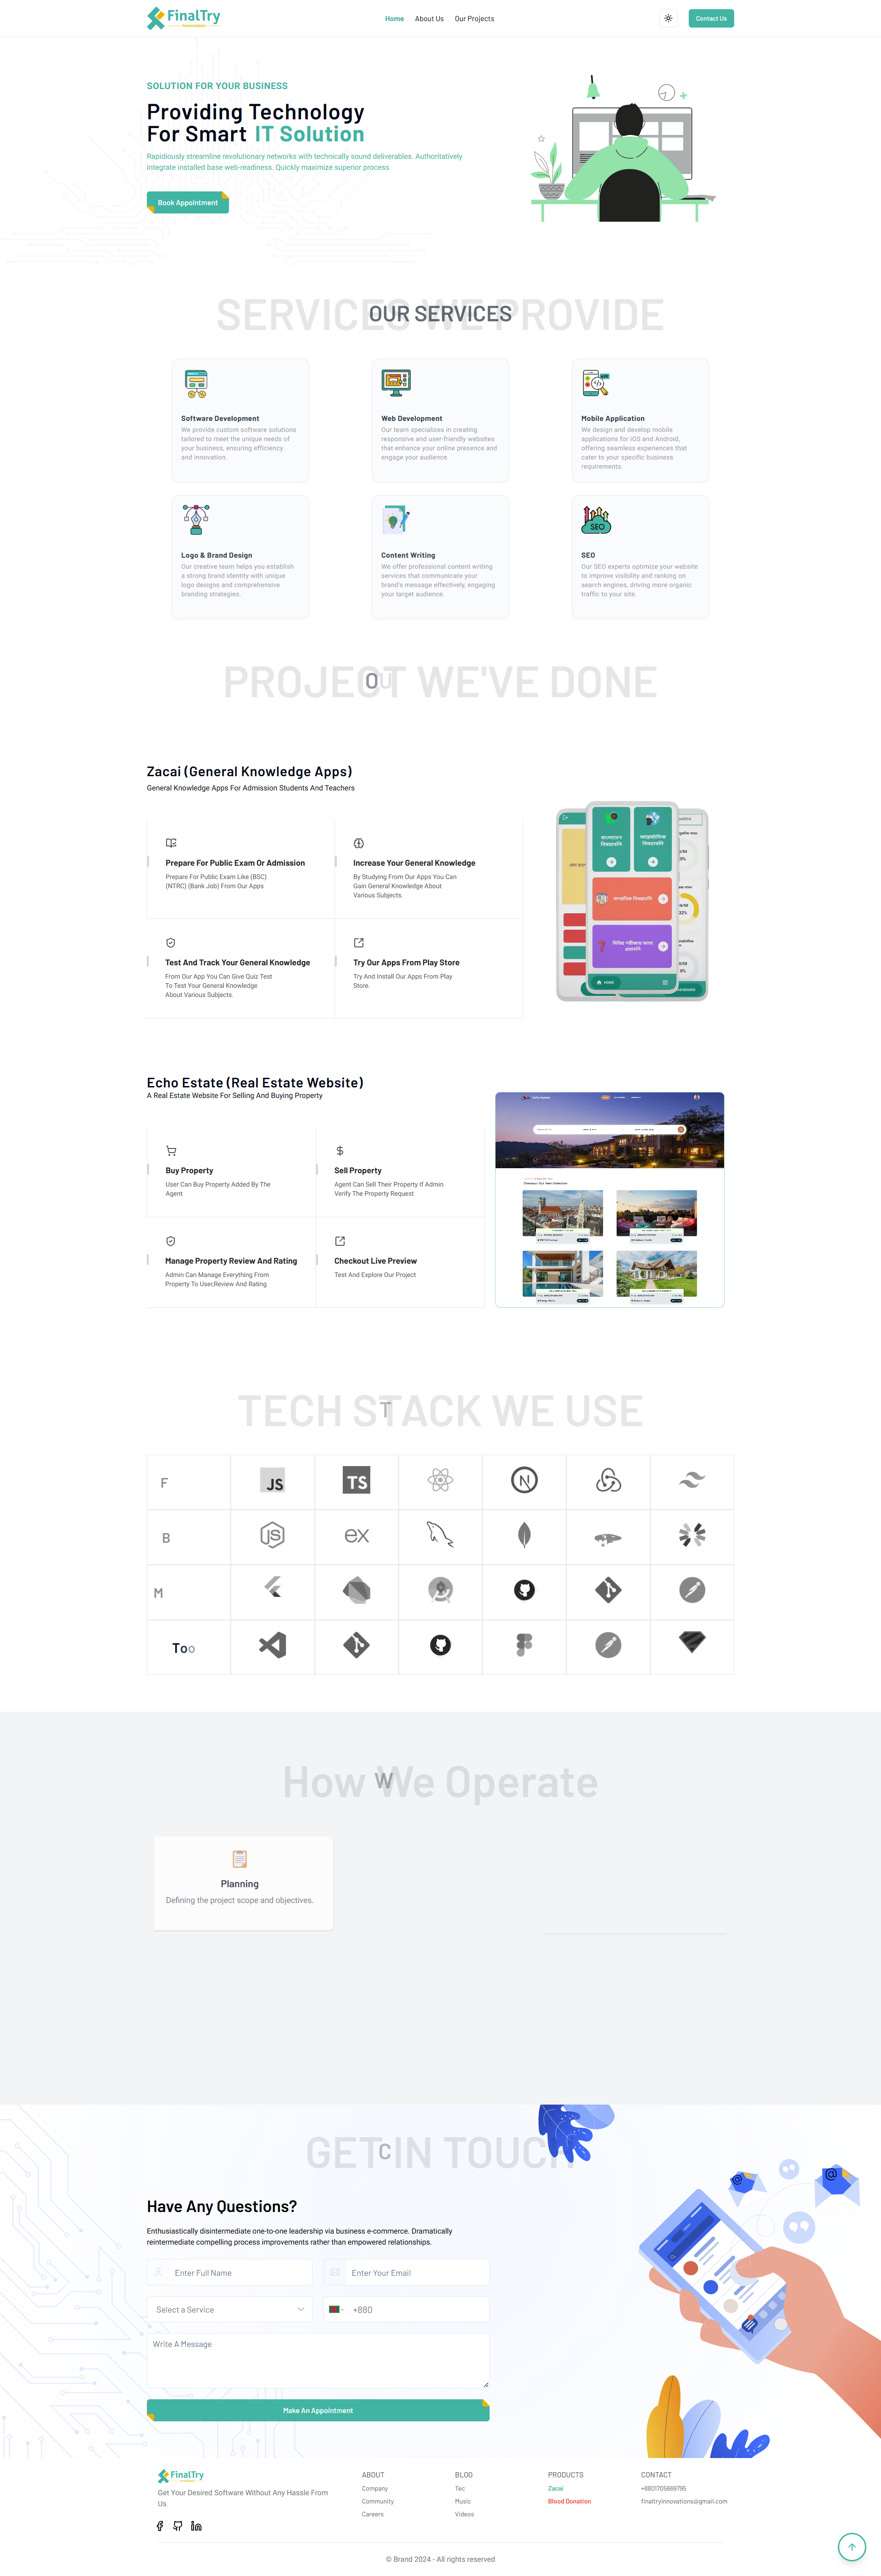 FinalTry
Home
About Us
Our Projects
Contact Us
SOLUTION FOR YOUR BUSINESS
Providing Technology
For Smart IT Solution
Rapidiously streamline revolutionary networks with technically sound deliverables. Authoritatively
integrate installed base web-readiness. Quickly maximize superior process
Book Appointment
SERVICES WE PROVIDE
OUR SERVICES
Software Development
We provide custom software solutions
tailored to meet the unique needs of
your business, ensuring efficiency
and innovation.
Web Development
Our team specializes in creating
responsive and user-friendly websites
that enhance your online presence and
engage your audience.
Mobile Application
We design and develop mobile
applications for iOS and Android,
offering seamless experiences that
cater to your specific business
requirements.
Logo & Brand Design
Our creative team helps you establish
a strong brand identity with unique
logo designs and comprehensive
branding strategies.
Content Writing
We offer professional content writing
services that communicate your
brand's message effectively, engaging
your target audience.
SEO
SEO
Our SEO experts optimize your website
to improve visibility and ranking on
search engines, driving more organic
traffic to your site.
PROJECT WE'VE DONE
OU
Zacai (General Knowledge Apps)
General Knowledge Apps For Admission Students And Teachers
Prepare For Public Exam Or Admission
Prepare For Public Exam Like (BSC)
(NTRC) (Bank Job) From Our Apps
Increase Your General Knowledge
By Studying From Our Apps You Can
Gain General Knowledge About
Various Subjects.
Test And Track Your General Knowledge
From Our App You Can Give Quiz Test
To Test Your General Knowledge
About Various Subjects.
Try Our Apps From Play Store
Try And Install Our Apps From Play
Store.
বাংলাদেশ
বিষয়াবলি
আন্তর্জাতিক
বিষয়াবলি
সাম্প্রতিক বিষয়াবলি
HOME
32%
0%
Echo Estate (Real Estate Website)
A Real Estate Website For Selling And Buying Property
Buy Property
User Can Buy Property Added By The
Agent
Sell Property
Agent Can Sell Their Property If Admin
Verify The Property Request
Manage Property Review And Rating
Admin Can Manage Everything From
Property To User,Review And Rating
Checkout Live Preview
Test And Explore Our Project
TECH STACK WE USE
T
F
JS
TS
N
B
JS
ex
M
Too
How We Operate
W
Planning
Defining the project scope and objectives.
GET IN TOUCH
C
Have Any Questions?
Enthusiastically disintermediate one-to-one leadership via business e-commerce. Dramatically
reintermediate compelling process improvements rather than empowered relationships.
Enter Full Name
Enter Your Email
Select a Service
+880
Write A Message
Make An Appointment
@
@
FinalTry
Get Your Desired Software Without Any Hassle From
Us
ABOUT
Company
Community
Careers
BLOG
Tec
Music
Videos
PRODUCTS
Zacai
Blood Donation
CONTACT
+8801705669795
finaltryinnovations@gmail.com
© Brand 2024 - All rights reserved